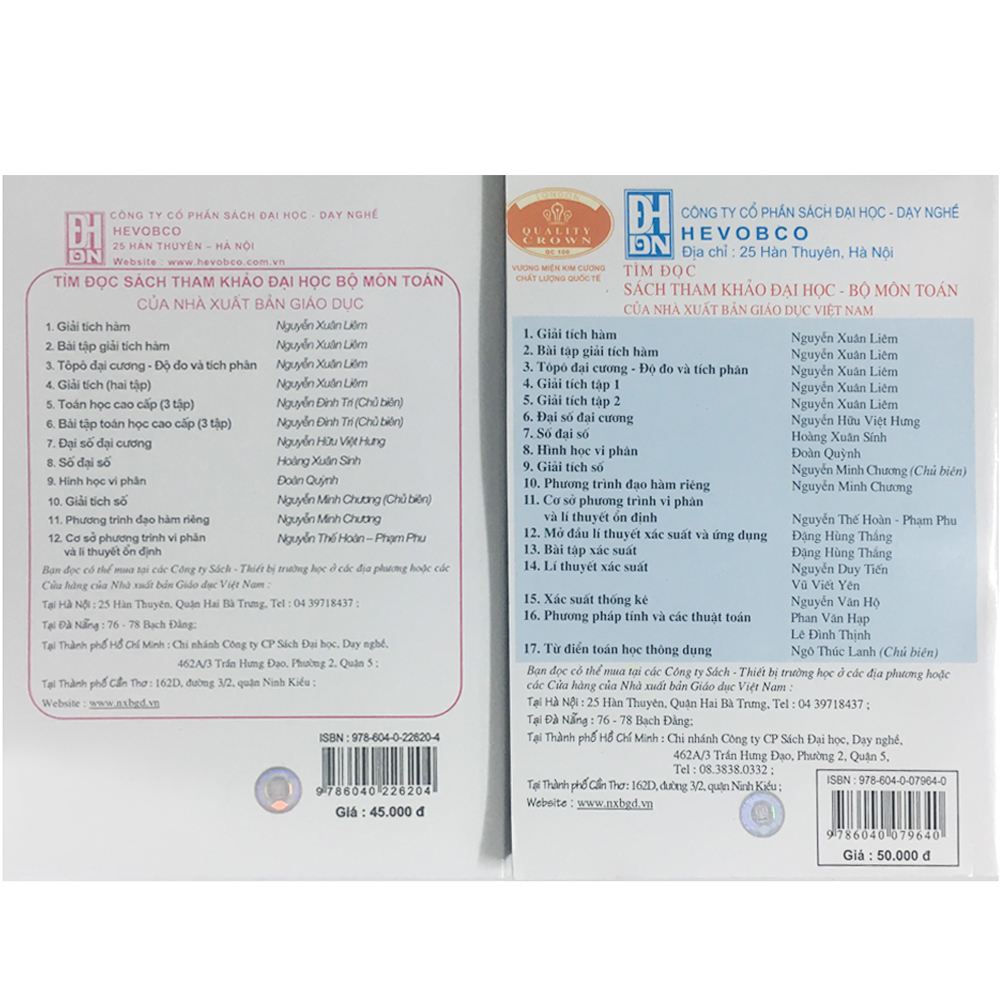 ĐH
DN
CÔNG TY CỔ PHẦN SÁCH ĐẠI HỌC - DẠY NGHỀ
HEVOBCO
25 HÀN THUYÊN – HÀ NỘI
Website : www.hevobco.com.vn
TÌM ĐỌC SÁCH THAM KHẢO ĐẠI HỌC BỘ MÔN TOÁN
CỦA NHÀ XUẤT BẢN GIÁO DỤC
1. Giải tích hàm Nguyễn Xuân Liêm
2. Bài tập giải tích hàm Nguyễn Xuân Liêm
3. Tôpô đại cương - Độ đo và tích phân Nguyễn Xuân Liêm
4. Giải tích (hai tập) Nguyễn Xuân Liêm
5. Toán học cao cấp (3 tập) Nguyễn Đình Trí (Chủ biên)
6. Bài tập toán học cao cấp (3 tập) Nguyễn Đình Trí (Chủ biên)
7. Đại số đại cương Nguyễn Hữu Việt Hưng
8. Số đại số Hoàng Xuân Sính
9. Hình học vi phân Đoàn Quỳnh
10. Giải tích số Nguyễn Minh Chương (Chủ biên)
11. Phương trình đạo hàm riêng Nguyễn Minh Chương
12. Cơ sở phương trình vi phân Nguyễn Thế Hoàn – Phạm Phu
và lí thuyết ổn định
Bạn đọc có thể mua tại các Công ty Sách - Thiết bị trường học ở các địa phương hoặc các
Cửa hàng của Nhà xuất bản Giáo dục Việt Nam :
Tại Hà Nội : 25 Hàn Thuyên, Quận Hai Bà Trưng, Tel : 04 39718437 ;
Tại Đà Nẵng : 76 - 78 Bạch Đằng;
Tại Thành phố Hồ Chí Minh : Chi nhánh Công ty CP Sách Đại học, Dạy nghề,
462A/3 Trần Hưng Đạo, Phường 2, Quận 5 ;
Tại Thành phố Cần Thơ : 162D, đường 3/2, quận Ninh Kiều ;
Website : www.nxbgd.vn
ISBN : 978-604-0-22620-4
9 786040 226204
Giá : 45.000 đ
LONDON
QUALITY
CROWN
QC 100
VƯƠNG MIỆN KIM CƯƠNG
CHẤT LƯỢNG QUỐC TẾ
ĐH
DN
CÔNG TY CỔ PHẦN SÁCH ĐẠI HỌC - DẠY NGHỀ
HEVOBCO
Địa chỉ : 25 Hàn Thuyên, Hà Nội
TÌM ĐỌC
SÁCH THAM KHẢO ĐẠI HỌC - BỘ MÔN TOÁN
CỦA NHÀ XUẤT BẢN GIÁO DỤC VIỆT NAM
1. Giải tích hàm Nguyễn Xuân Liêm
2. Bài tập giải tích hàm Nguyễn Xuân Liêm
3. Tôpô đại cương - Độ đo và tích phân Nguyễn Xuân Liêm
4. Giải tích tập 1 Nguyễn Xuân Liêm
5. Giải tích tập 2 Nguyễn Xuân Liêm
6. Đại số đại cương Nguyễn Hữu Việt Hưng
7. Số đại số Hoàng Xuân Sính
8. Hình học vi phân Đoàn Quỳnh
9. Giải tích số Nguyễn Minh Chương (Chủ biên)
10. Phương trình đạo hàm riêng Nguyễn Minh Chương
11. Cơ sở phương trình vi phân
và lí thuyết ổn định Nguyễn Thế Hoàn - Phạm Phu
12. Mở đầu lí thuyết xác suất và ứng dụng Đặng Hùng Thắng
13. Bài tập xác suất Đặng Hùng Thắng
14. Lí thuyết xác suất Nguyễn Duy Tiến
Vũ Viết Yên
15. Xác suất thống kê Nguyễn Văn Hộ
16. Phương pháp tính và các thuật toán Phan Văn Hạp
Lê Đình Thịnh
17. Từ điển toán học thông dụng Ngô Thúc Lanh (Chủ biên)
Bạn đọc có thể mua tại các Công ty Sách - Thiết bị trường học ở các địa phương hoặc
các Cửa hàng của Nhà xuất bản Giáo dục Việt Nam :
Tại Hà Nội : 25 Hàn Thuyên, Quận Hai Bà Trưng, Tel : 04 39718437 ;
Tại Đà Nẵng : 76 - 78 Bạch Đằng;
Tại Thành phố Hồ Chí Minh : Chi nhánh Công ty CP Sách Đại học, Dạy nghề,
462A/3 Trần Hưng Đạo, Phường 2, Quận 5,
Tel : 08.3838.0332 ;
Tại Thành phố Cần Thơ : 162D, đường 3/2, quận Ninh Kiều ;
Website : www.nxbgd.vn
ISBN : 978-604-0-07964-0
9 786040 079640
Giá : 50.000 đ